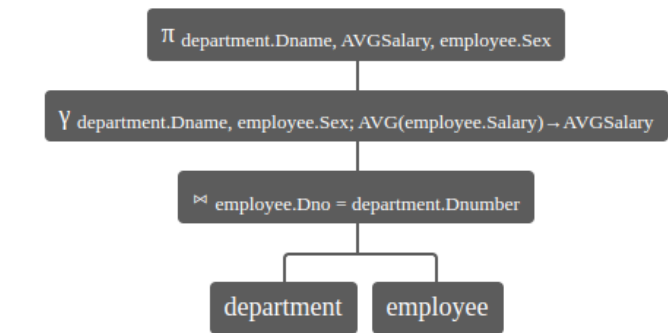 π department.Dname, AVGSalary, employee.Sex
γ department.Dname, employee.Sex; AVG(employee.Salary)→AVGSalary
⋈ employee.Dno = department.Dnumber
department employee